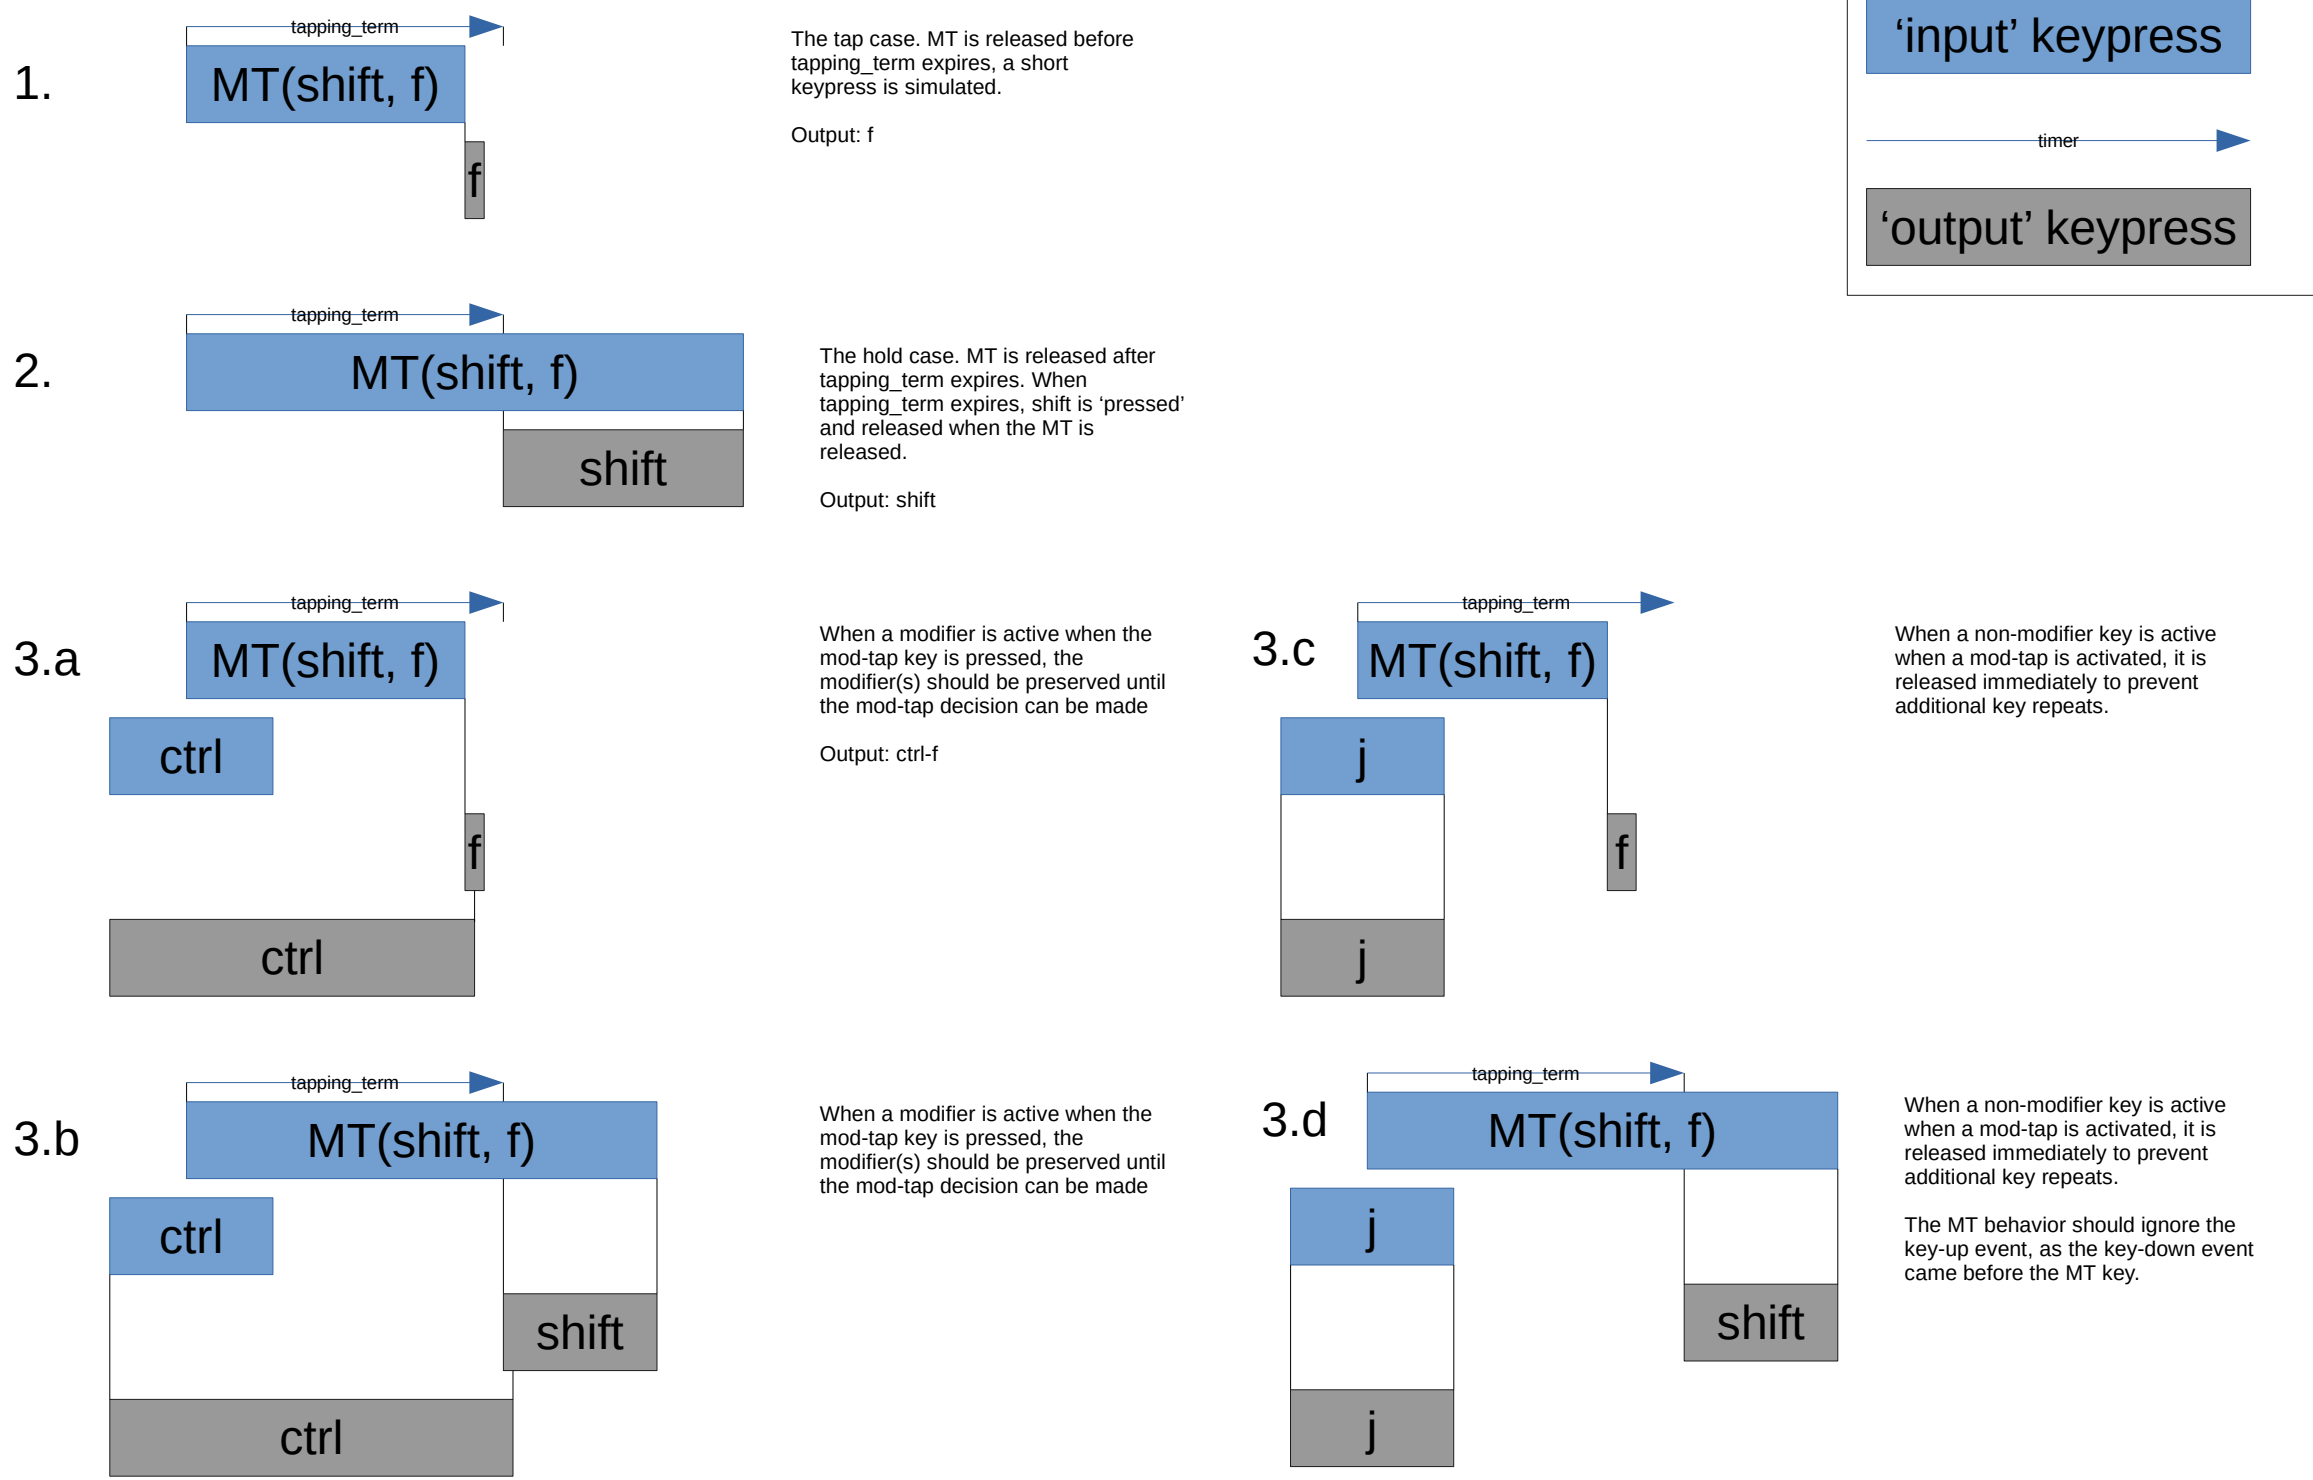 tapping_term
1.
MT(shift, f)
f
The tap case. MT is released before
tapping_term expires, a short
keypress is simulated.
Output: f
‘input’ keypress
timer
‘output’ keypress
tapping_term
2.
MT(shift, f)
shift
The hold case. MT is released after
tapping_term expires. When
tapping_term expires, shift is ‘pressed’
and released when the MT is
released.
Output: shift
tapping_term
3.a
MT(shift, f)
ctrl
f
ctrl
When a modifier is active when the
mod-tap key is pressed, the
modifier(s) should be preserved until
the mod-tap decision can be made
Output: ctrl-f
tapping_term
3.c
MT(shift, f)
j
f
j
When a non-modifier key is active
when a mod-tap is activated, it is
released immediately to prevent
additional key repeats.
tapping_term
3.b
MT(shift, f)
ctrl
shift
ctrl
When a modifier is active when the
mod-tap key is pressed, the
modifier(s) should be preserved until
the mod-tap decision can be made
tapping_term
3.d
MT(shift, f)
j
shift
j
When a non-modifier key is active
when a mod-tap is activated, it is
released immediately to prevent
additional key repeats.
The MT behavior should ignore the
key-up event, as the key-down event
came before the MT key.